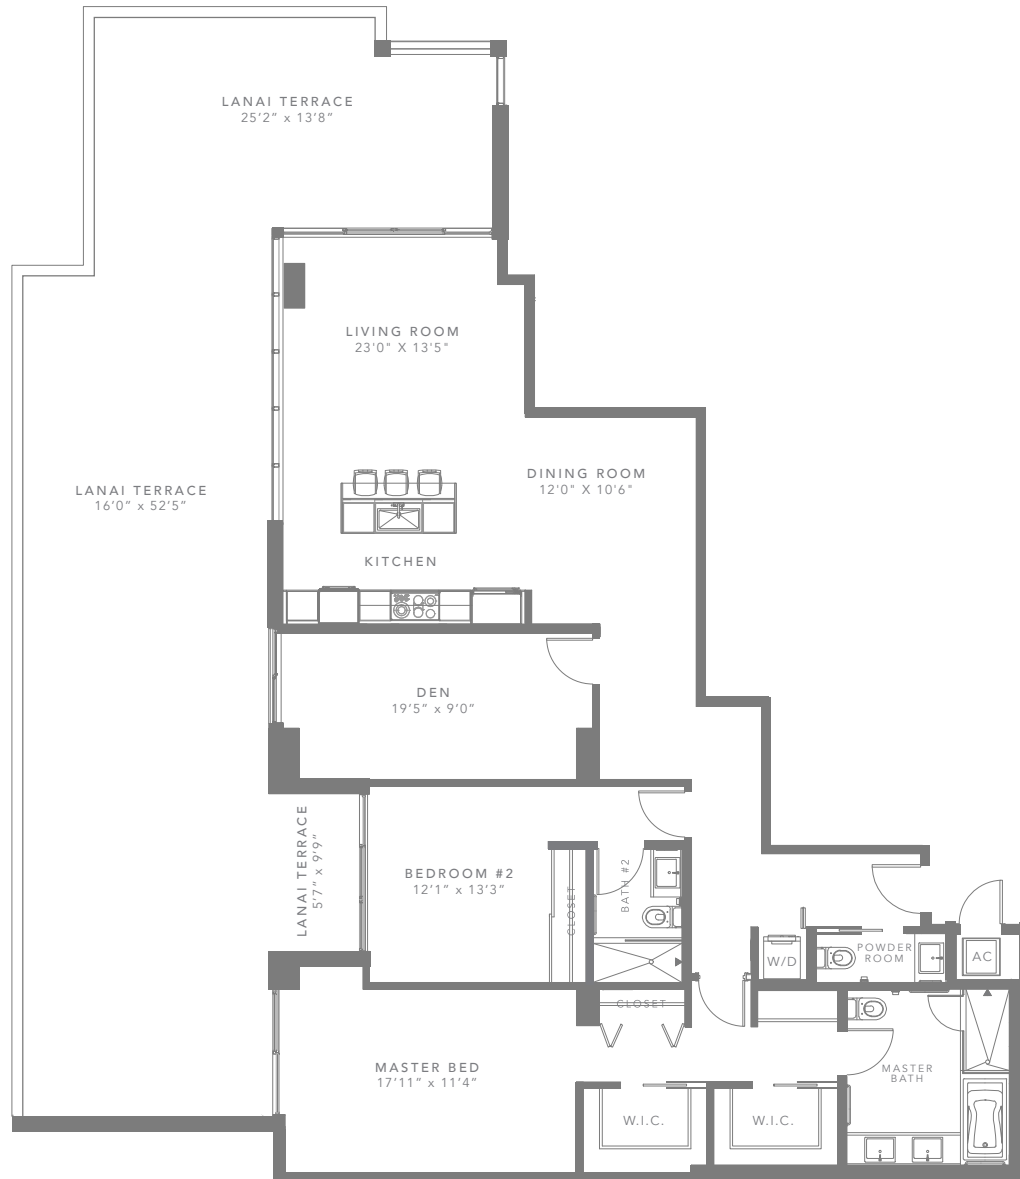 LANAI TERRACE
25'2" x 13'8"
LIVING ROOM
23'0" X 13'5"
DINING ROOM
12'0" X 10'6"
LANAI TERRACE
16'0" x 52'5"
KITCHEN
DEN
19'5" x 9'0"
LANAI TERRACE
5'7" x 9'9"
BEDROOM #2
12'1" x 13'3"
CLOSET
BATH #2
W/D
POWDER
ROOM
AC
CLOSET
MASTER BED
17'11" x 11'4"
MASTER
BATH
W.I.C.
W.I.C.